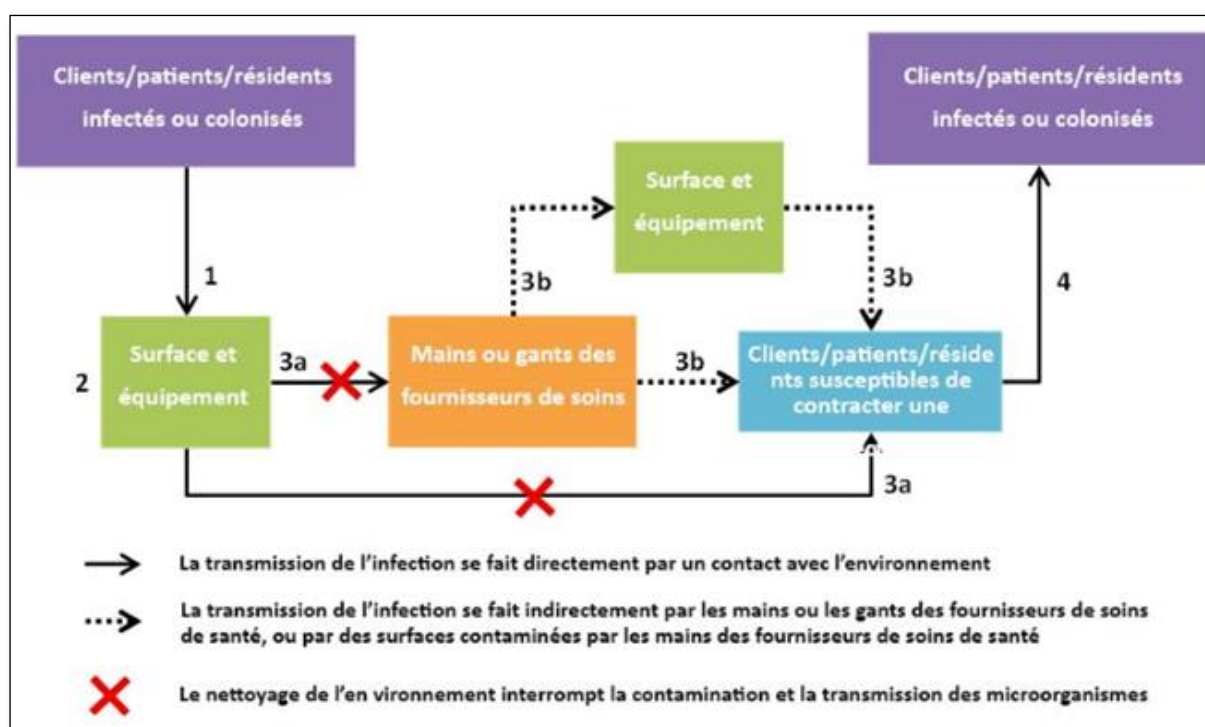 Clients/patients/résidents
infectés ou colonisés
Clients/patients/résidents
infectés ou colonisés
Surface et
équipement
1
3b
3b
4
2
Surface et
équipement
3a
Mains ou gants des
fournisseurs de soins
3b
Clients/patients/réside
nts susceptibles de
contracter une
3a
La transmission de l'infection se fait directement par un contact avec l'environnement
La transmission de l'infection se fait indirectement par les mains ou les gants des fournisseurs de soins
de santé, ou par des surfaces contaminées par les mains des fournisseurs de soins de santé
Le nettoyage de l'en vironnement interrompt la contamination et la transmission des microorganismes